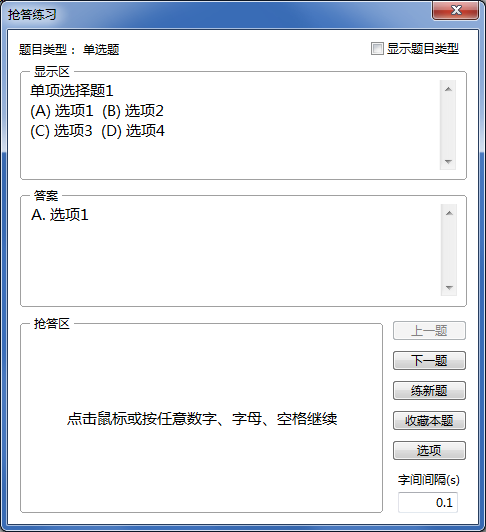 抢答练习
题目类型： 单选题
显示题目类型
显示区
单项选择题1
(A) 选项1 (B) 选项2
(C) 选项3 (D) 选项4
答案
A. 选项1
抢答区
点击鼠标或按任意数字、字母、空格继续
上一题
下一题
练新题
收藏本题
选项
字间间隔(s)
0.1